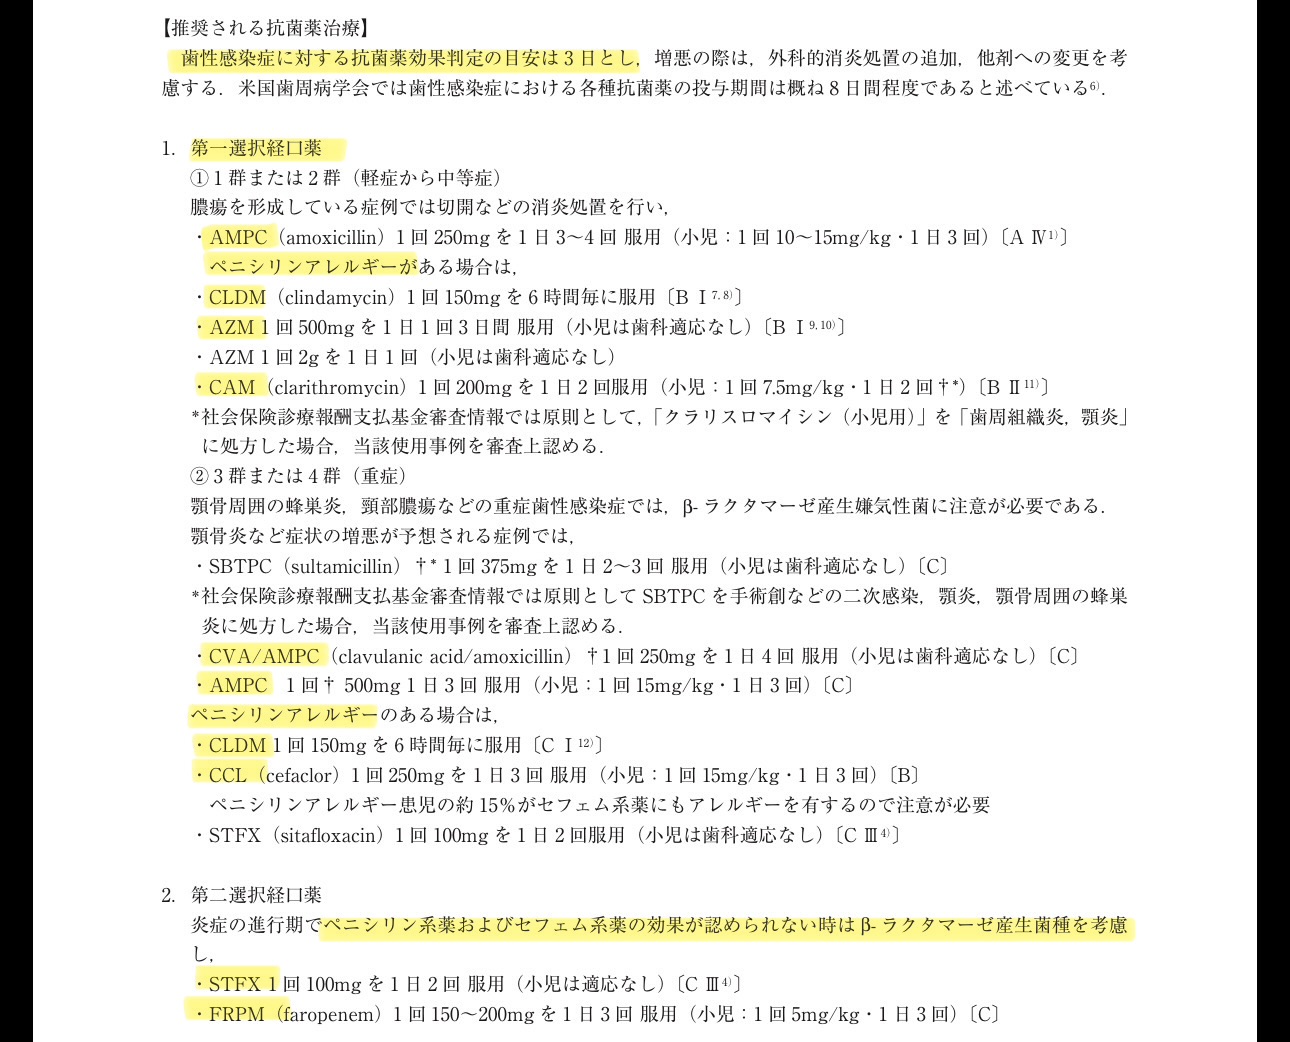 【推奨される抗菌薬治療】
歯性感染症に対する抗菌薬効果判定の目安は3日とし，増悪の際は，外科的消炎処置の追加，他剤への変更を考
慮する．米国歯周病学会では歯性感染症における各種抗菌薬の投与期間は概ね8日間程度であると述べている6)．
1. 第一選択経口薬
①1群または2群（軽症から中等症）
膿瘍を形成している症例では切開などの消炎処置を行い，
・AMPC（amoxicillin）1回250mgを1日3～4回 服用（小児：1回10～15mg/kg・1日3回）〔A Ⅳ1)〕
ペニシリンアレルギーがある場合は，
・CLDM（clindamycin）1回150mgを6時間毎に服用〔B Ⅰ7, 8)〕
・AZM 1回500mgを1日1回3日間 服用（小児は歯科適応なし）〔B Ⅰ9, 10)〕
・AZM 1回2gを1日1回（小児は歯科適応なし）
・CAM（clarithromycin）1回200mgを1日2回服用（小児：1回7.5mg/kg・1日2回†*）〔B Ⅱ11)〕
*社会保険診療報酬支払基金審査情報では原則として，「クラリスロマイシン（小児用）」を「歯周組織炎，顎炎」
に処方した場合，当該使用事例を審査上認める．
②3群または4群（重症）
顎骨周囲の蜂巣炎，頸部膿瘍などの重症歯性感染症では，β-ラクタマーゼ産生嫌気性菌に注意が必要である．
顎骨炎など症状の増悪が予想される症例では，
・SBTPC（sultamicillin）†* 1回375mgを1日2～3回 服用（小児は歯科適応なし）〔C〕
*社会保険診療報酬支払基金審査情報では原則としてSBTPCを手術創などの二次感染，顎炎，顎骨周囲の蜂巣
炎に処方した場合，当該使用事例を審査上認める．
・CVA/AMPC（clavulanic acid/amoxicillin）†1回250mgを1日4回 服用（小児は歯科適応なし）〔C〕
・AMPC 1回† 500mg 1日3回 服用（小児：1回15mg/kg・1日3回）〔C〕
ペニシリンアレルギーのある場合は，
・CLDM 1回150mgを6時間毎に服用〔C Ⅰ12)〕
・CCL（cefaclor）1回250mgを1日3回 服用（小児：1回15mg/kg・1日3回）〔B〕
ペニシリンアレルギー患児の約15％がセフェム系薬にもアレルギーを有するので注意が必要
・STFX（sitafloxacin）1回100mgを1日2回服用（小児は歯科適応なし）〔C Ⅲ4)〕
2. 第二選択経口薬
炎症の進行期でペニシリン系薬およびセフェム系薬の効果が認められない時はβ-ラクタマーゼ産生菌種を考慮
し，
・STFX 1回100mgを1日2回 服用（小児は適応なし）〔C Ⅲ4)〕
・FRPM（faropenem）1回150～200mgを1日3回 服用（小児：1回5mg/kg・1日3回）〔C〕